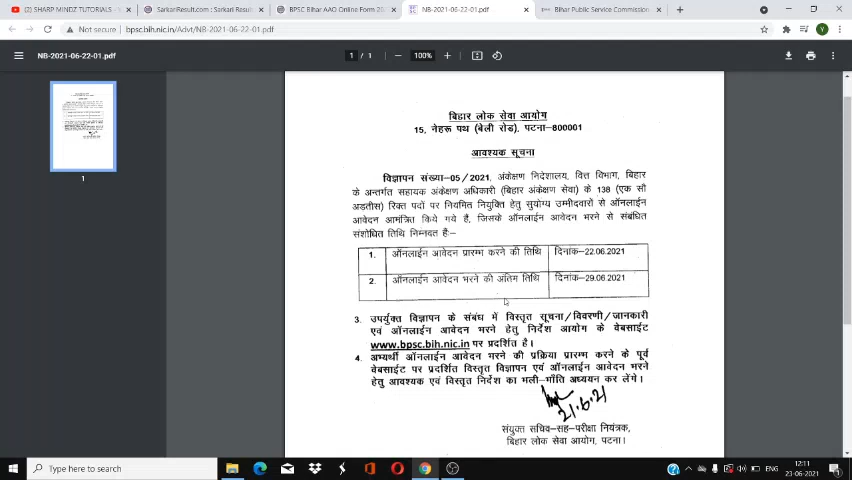 (2) SHARP MINDZ TUTORIALS -
SarkariResult.com : Sarkari Resul
BPSC Bihar AAO Online Form 20
NB-2021-06-22-01.pdf
Bihar Public Service Commission
Not secure | bpsc.bih.nic.in/Advt/NB-2021-06-22-01.pdf
NB-2021-06-22-01.pdf
1 / 1
100%
1
बिहार लोक सेवा आयोग
15, नेहरू पथ (बेली रोड), पटना-800001
आवश्यक सूचना
विज्ञापन संख्या-05/2021, अंकेक्षण निदेशालय, वित्त विभाग, बिहार
के अन्तर्गत सहायक अंकेक्षण अधिकारी (बिहार अंकेक्षण सेवा) के 138 (एक सौ
अड़तीस) रिक्त पदों पर नियमित नियुक्ति हेतु सुयोग्य उम्मीदवारों से ऑनलाईन
आवेदन आमंत्रित किये गये हैं, जिसके ऑनलाईन आवेदन भरने से संबंधित
संशोधित तिथि निम्नवत है:-
1. ऑनलाईन आवेदन प्रारम्भ करने की तिथि दिनांक-22.06.2021
2. ऑनलाईन आवेदन भरने की अंतिम तिथि दिनांक-29.06.2021
3. उपर्युक्त विज्ञापन के संबंध में विस्तृत सूचना/विवरणी/जानकारी
एवं ऑनलाईन आवेदन भरने हेतु निर्देश आयोग के वेबसाईट
www.bpsc.bih.nic.in पर प्रदर्शित है।
4. अभ्यर्थी ऑनलाईन आवेदन भरने की प्रक्रिया प्रारम्भ करने के पूर्व
वेबसाईट पर प्रदर्शित विस्तृत विज्ञापन एवं ऑनलाईन आवेदन भरने
हेतु आवश्यक एवं विस्तृत निर्देश का भली-भाँति अध्ययन कर लेंगे।
21.6.21
संयुक्त सचिव-सह-परीक्षा नियंत्रक,
बिहार लोक सेवा आयोग, पटना।
Type here to search
ENG
12:11
23-06-2021